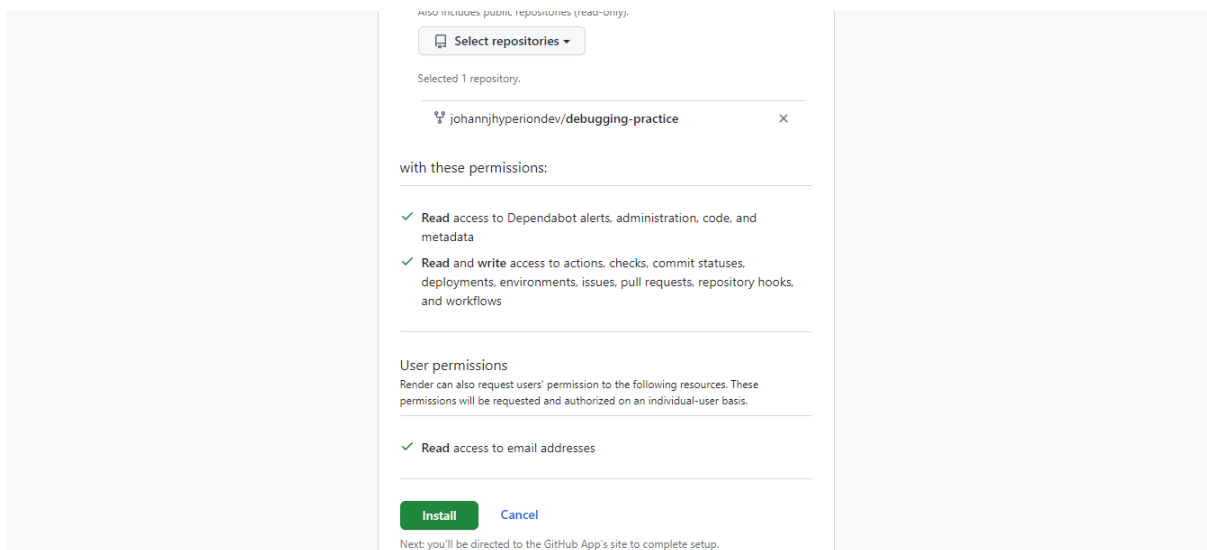 Also includes public repositories (read-only).
Select repositories
Selected 1 repository.
johannjhyperiondev/debugging-practice
with these permissions:
Read access to Dependabot alerts, administration, code, and
metadata
Read and write access to actions, checks, commit statuses,
deployments, environments, issues, pull requests, repository hooks,
and workflows
User permissions
Render can also request users' permission to the following resources. These
permissions will be requested and authorized on an individual-user basis.
Read access to email addresses
Install Cancel
Next: you'll be directed to the GitHub App's site to complete setup.